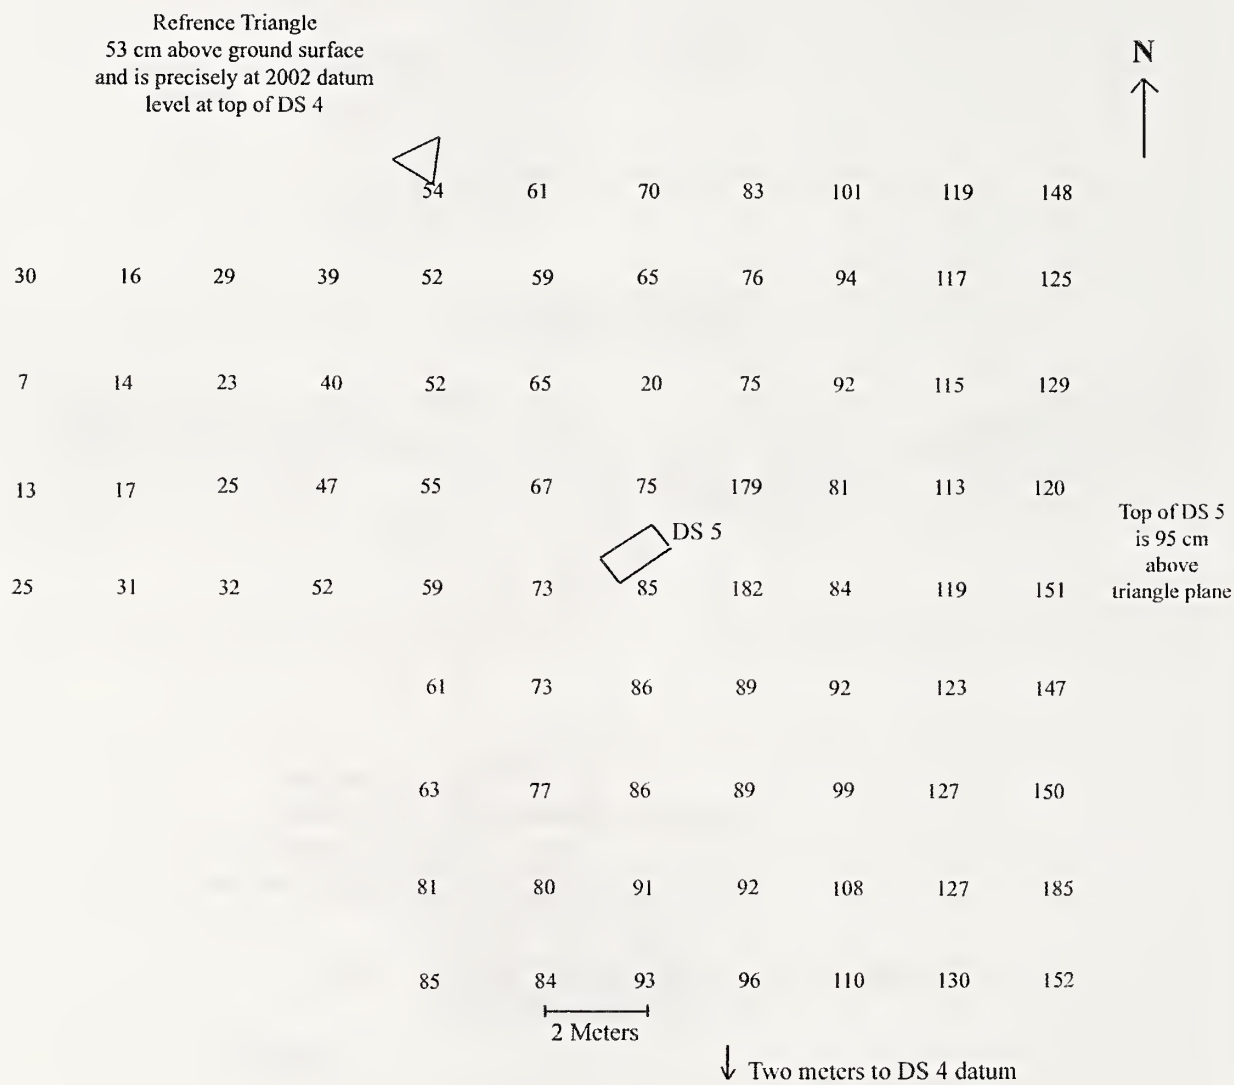 Refrence Triangle
53 cm above ground surface
and is precisely at 2002 datum
level at top of DS 4
N
54 61 70 83 101 119 148
30 16 29 39 52 59 65 76 94 117 125
7 14 23 40 52 65 20 75 92 115 129
13 17 25 47 55 67 75 179 81 113 120
DS 5
Top of DS 5
is 95 cm
above
triangle plane
25 31 32 52 59 73 85 182 84 119 151
61 73 86 89 92 123 147
63 77 86 89 99 127 150
81 80 91 92 108 127 185
85 84 93 96 110 130 152
2 Meters
Two meters to DS 4 datum